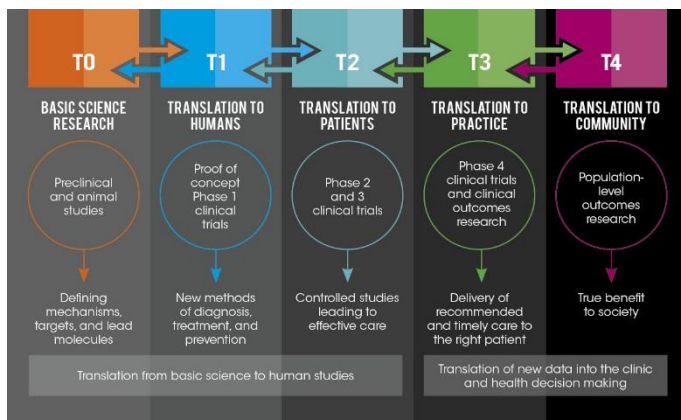 T0
T1
T2
T3
T4
BASIC SCIENCE
RESEARCH
TRANSLATION TO
HUMANS
TRANSLATION TO
PATIENTS
TRANSLATION TO
PRACTICE
TRANSLATION TO
COMMUNITY
Preclinical
and animal
studies
Proof of
concept
Phase 1
clinical
trials
Phase 2
and 3
clinical trials
Phase 4
clinical trials
and clinical
outcomes
research
Population-
level
outcomes
research
Defining
mechanisms,
targets, and lead
molecules
New methods
of diagnosis,
treatment, and
prevention
Controlled studies
leading to
effective care
Delivery of
recommended
and timely care to
the right patient
True benefit
to society
Translation from basic science to human studies
Translation of new data into the clinic
and health decision making